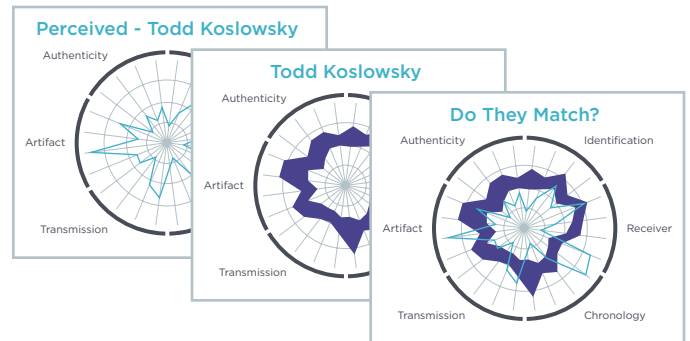 Perceived - Todd Koslowsky
Authenticity
Artifact
Transmission
Todd Koslowsky
Authenticity
Artifact
Transmission
Do They Match?
Authenticity
Identification
Artifact
Receiver
Transmission
Chronology